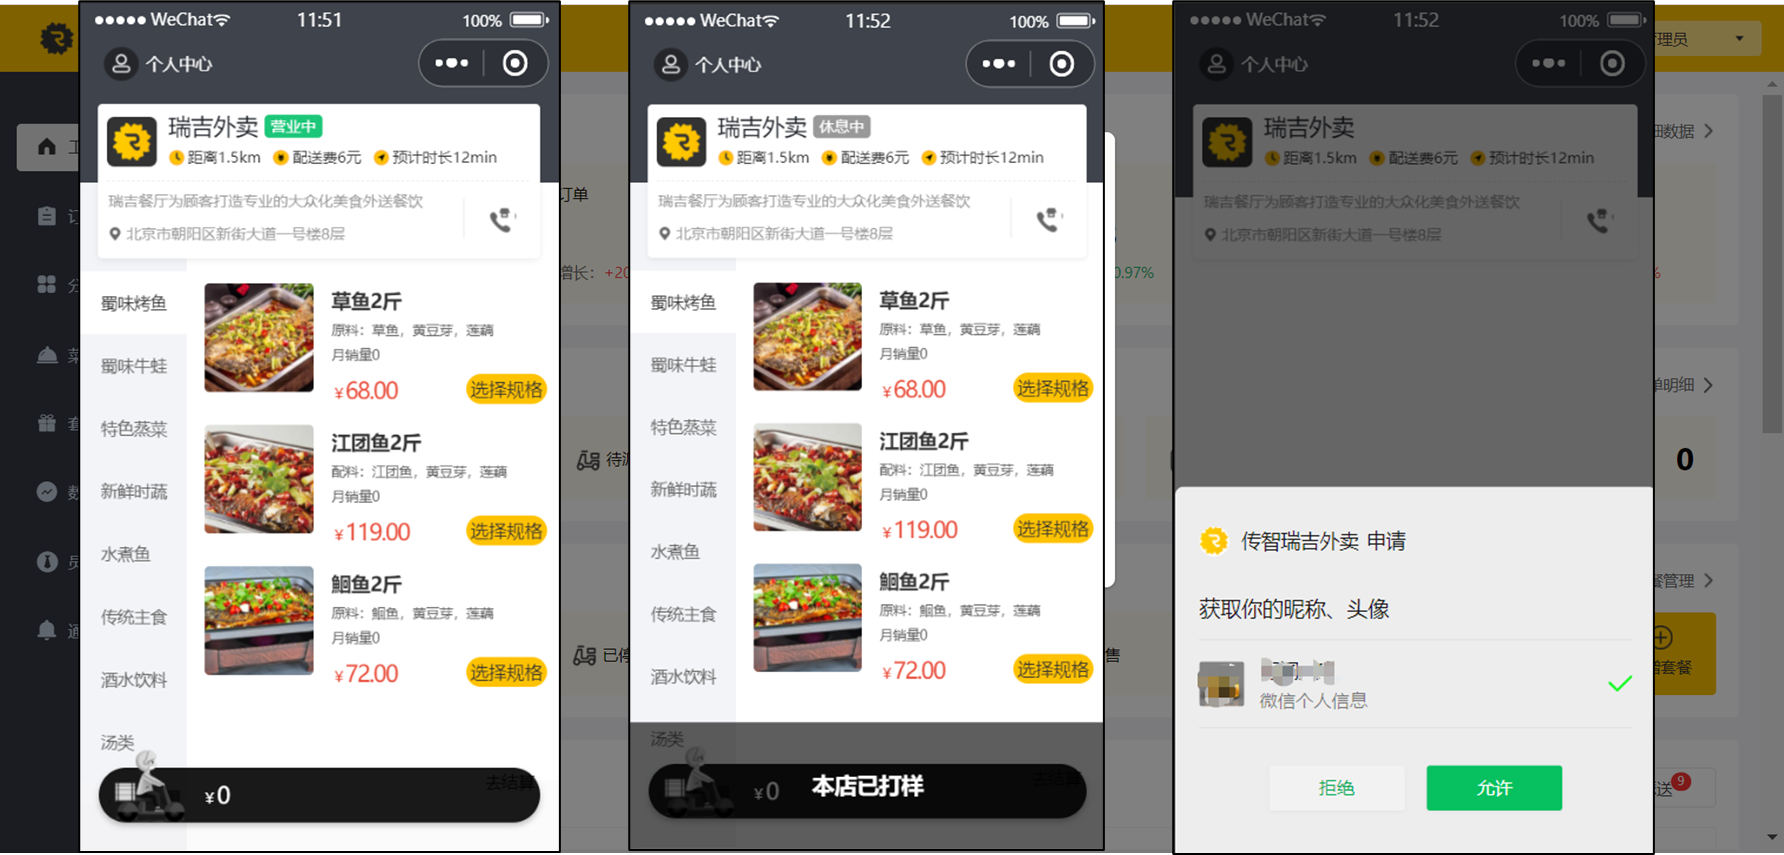 ●●●●● WeChat 11:51 100%
个人中心
瑞吉外卖 营业中
距离1.5km 配送费6元 预计时长12min
瑞吉餐厅为顾客打造专业的大众化美食外送餐饮
北京市朝阳区新街大道一号楼8层
蜀味烤鱼
蜀味牛蛙
特色蒸菜
新鲜时蔬
水煮鱼
传统主食
酒水饮料
汤类
草鱼2斤
原料：草鱼，黄豆芽，莲藕
月销量0
¥68.00 选择规格
江团鱼2斤
配料：江团鱼，黄豆芽，莲藕
月销量0
¥119.00 选择规格
鮰鱼2斤
原料：鮰鱼，黄豆芽，莲藕
月销量0
¥72.00 选择规格
¥0 去结算
订单
增长：+20
待
已停
●●●●● WeChat 11:52 100%
个人中心
瑞吉外卖 休息中
距离1.5km 配送费6元 预计时长12min
瑞吉餐厅为顾客打造专业的大众化美食外送餐饮
北京市朝阳区新街大道一号楼8层
蜀味烤鱼
蜀味牛蛙
特色蒸菜
新鲜时蔬
水煮鱼
传统主食
酒水饮料
汤类
草鱼2斤
原料：草鱼，黄豆芽，莲藕
月销量0
¥68.00 选择规格
江团鱼2斤
配料：江团鱼，黄豆芽，莲藕
月销量0
¥119.00 选择规格
鮰鱼2斤
原料：鮰鱼，黄豆芽，莲藕
月销量0
¥72.00 选择规格
¥0 本店已打样 去结算
0.97%
售
●●●●● WeChat 11:52 100%
个人中心
瑞吉外卖
距离1.5km 配送费6元 预计时长12min
瑞吉餐厅为顾客打造专业的大众化美食外送餐饮
北京市朝阳区新街大道一号楼8层
传智瑞吉外卖 申请
获取你的昵称、头像
微信个人信息
拒绝 允许
管理员
细数据
%
单明细
0
餐管理
增套餐
送 9